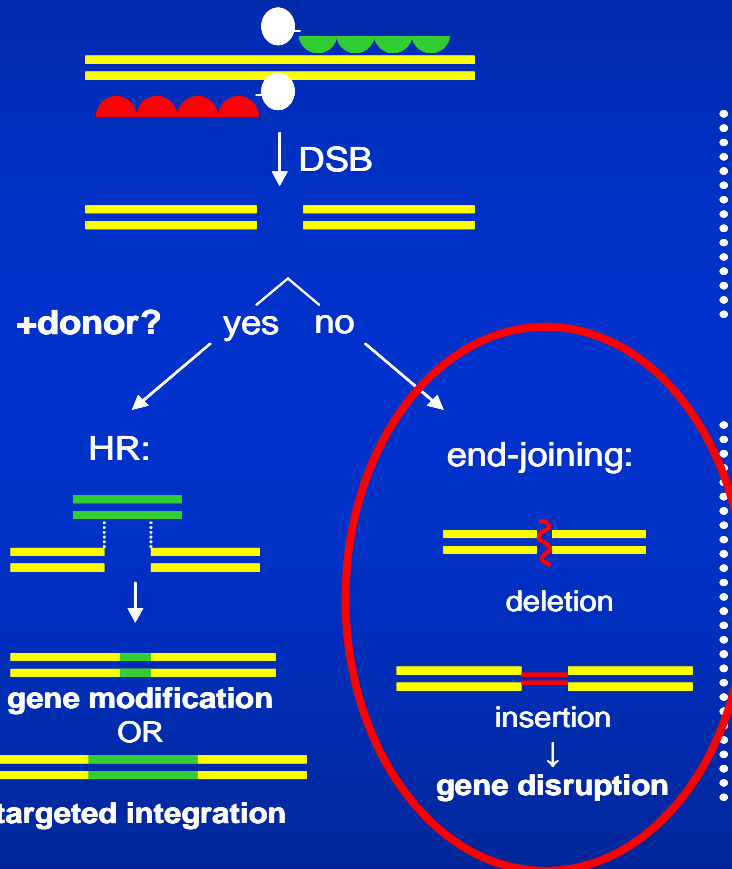 DSB
+donor?
yes
no
HR:
end-joining:
deletion
gene modification
OR
targeted integration
insertion
↓
gene disruption